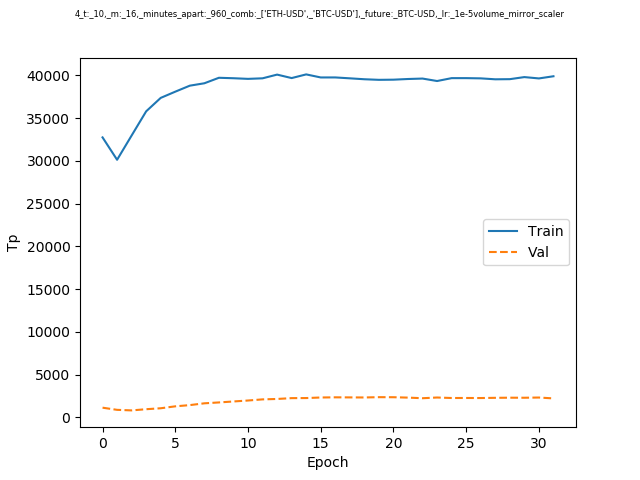 4_t:_10,_m:_16,_minutes_apart:_960_comb:_['ETH-USD',_'BTC-USD'],_future:_BTC-USD,_lr:_1e-5volume_mirror_scaler
40000
35000
30000
25000
20000
15000
10000
5000
0
Tp
Train
Val
0 5 10 15 20 25 30
Epoch